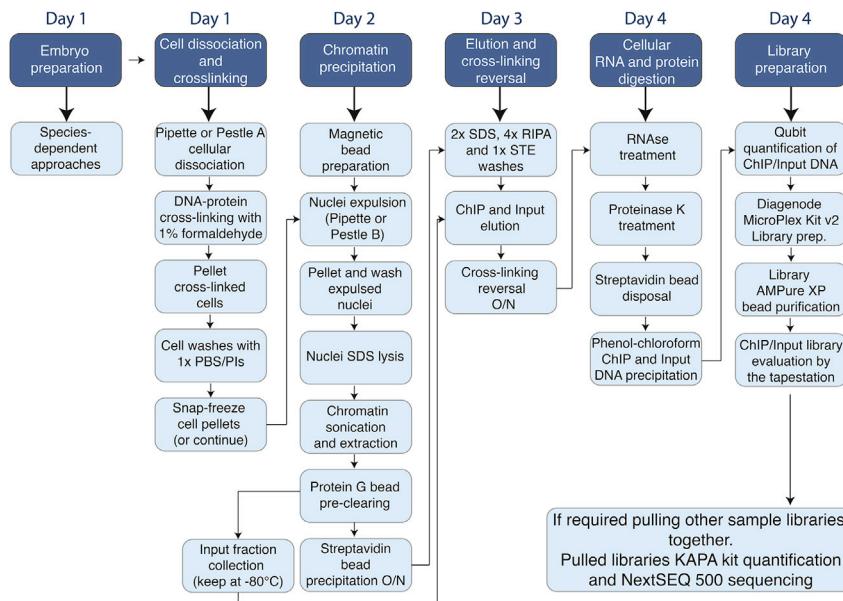 Day 1
Embryo
preparation
Species-
dependent
approaches
Day 1
Cell dissociation
and
crosslinking
Pipette or Pestle A
cellular
dissociation
DNA-protein
cross-linking with
1% formaldehyde
Pellet
cross-linked
cells
Cell washes with
1x PBS/PIs
Snap-freeze
cell pellets
(or continue)
Day 2
Chromatin
precipitation
Magnetic
bead
preparation
Nuclei expulsion
(Pipette or
Pestle B)
Pellet and wash
expulsed
nuclei
Nuclei SDS lysis
Chromatin
sonication
and extraction
Protein G bead
pre-clearing
Input fraction
collection
(keep at -80°C)
Streptavidin
bead
precipitation O/N
Day 3
Elution and
cross-linking
reversal
2x SDS, 4x RIPA
and 1x STE
washes
ChIP and Input
elution
Cross-linking
reversal
O/N
Day 4
Cellular
RNA and protein
digestion
RNAse
treatment
Proteinase K
treatment
Streptavidin bead
disposal
Phenol-chloroform
ChIP and Input
DNA precipitation
Day 4
Library
preparation
Qubit
quantification of
ChIP/Input DNA
Diagenode
MicroPlex Kit v2
Library prep.
Library
AMPure XP
bead purification
ChIP/Input library
evaluation by
the tapestation
If required pulling other sample libraries
together.
Pulled libraries KAPA kit quantification
and NextSEQ 500 sequencing